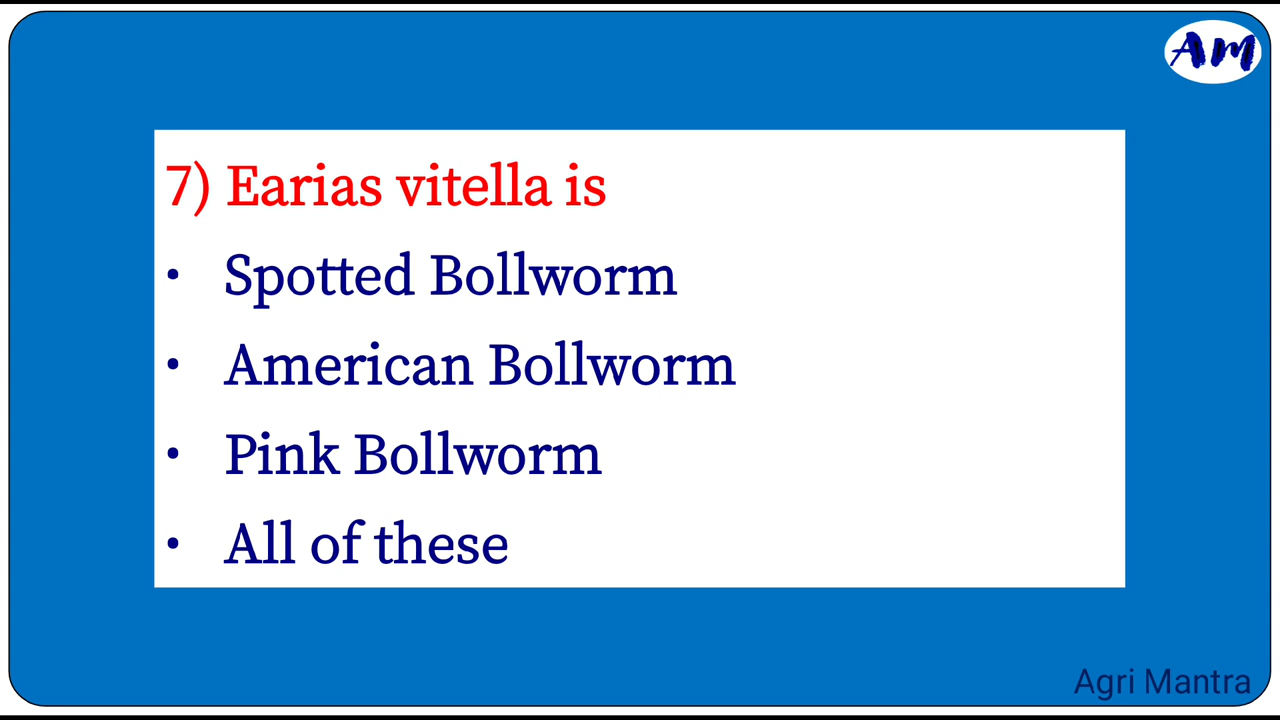 AM
7) Earias vitella is
• Spotted Bollworm
• American Bollworm
• Pink Bollworm
• All of these
Agri Mantra